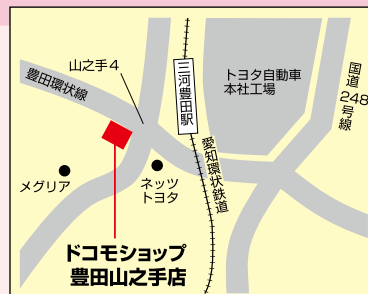 山之手4
豊田環状線
三河豊田駅
トヨタ自動車
本社工場
国道
248
号線
愛知環状鉄道
メグリア
ネッツ
トヨタ
ドコモショップ
豊田山之手店